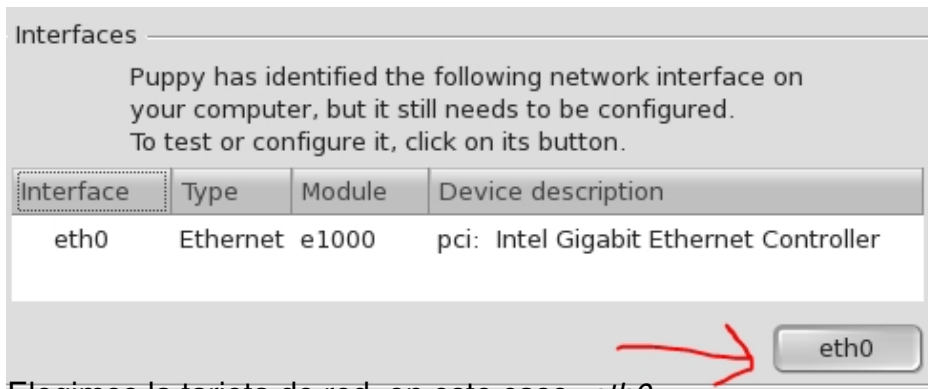 Interfaces
Puppy has identified the following network interface on
your computer, but it still needs to be configured.
To test or configure it, click on its button.
Interface Type Module Device description
eth0 Ethernet e1000 pci: Intel Gigabit Ethernet Controller
eth0
Elegimos la tarjeta de red, en este caso, eth0